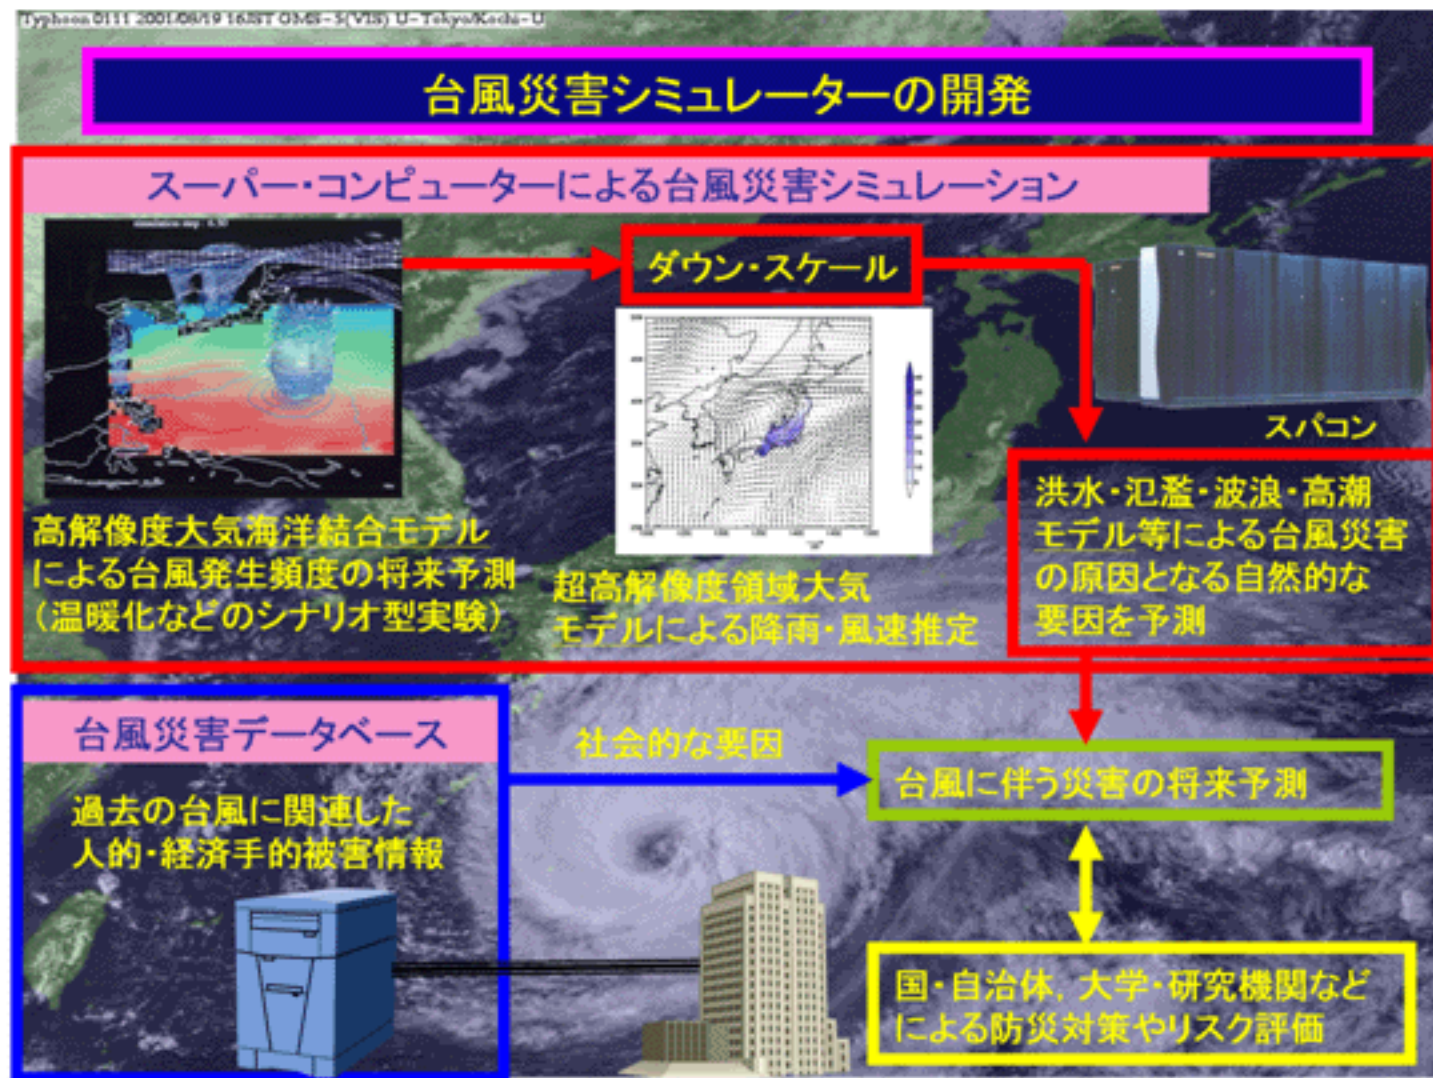 Typhoon 0111 2001/08/19 16JST GMS-5(VIS) U-Tokyo/Kochi-U
台風災害シミュレーターの開発
スーパー・コンピューターによる台風災害シミュレーション
ダウン・スケール
スパコン
高解像度大気海洋結合モデル
による台風発生頻度の将来予測
（温暖化などのシナリオ型実験）
超高解像度領域大気
モデルによる降雨・風速推定
洪水・氾濫・波浪・高潮
モデル等による台風災害
の原因となる自然的な
要因を予測
台風災害データベース
過去の台風に関連した
人的・経済手的被害情報
社会的な要因
台風に伴う災害の将来予測
国・自治体, 大学・研究機関など
による防災対策やリスク評価